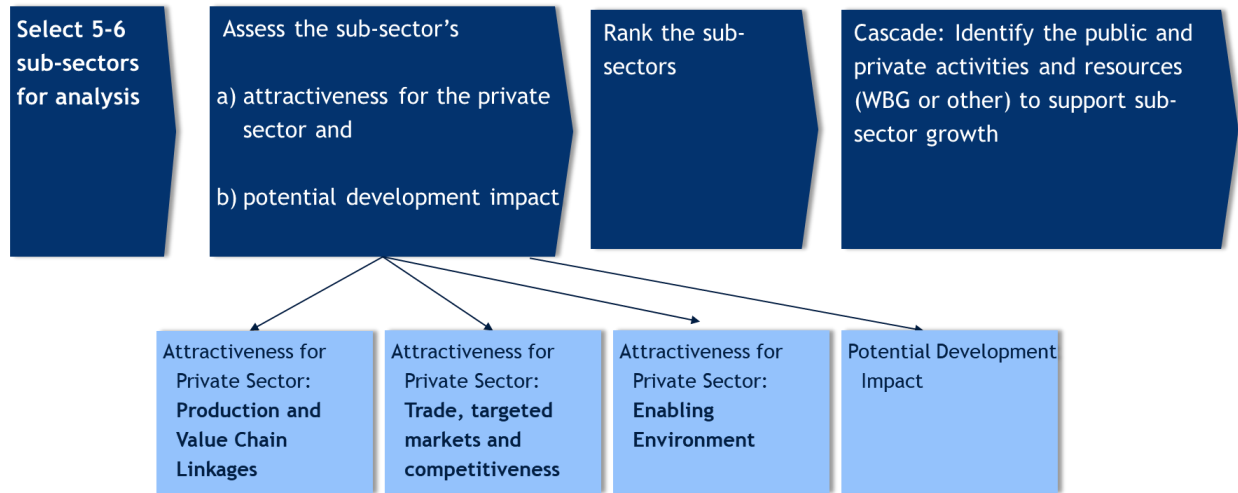 Select 5-6
sub-sectors
for analysis
Assess the sub-sector's
a) attractiveness for the private
sector and
b) potential development impact
Rank the sub-
sectors
Cascade: Identify the public and
private activities and resources
(WBG or other) to support sub-
sector growth
Attractiveness for
Private Sector:
Production and
Value Chain
Linkages
Attractiveness for
Private Sector:
Trade, targeted
markets and
competitiveness
Attractiveness for
Private Sector:
Enabling
Environment
Potential Development
Impact